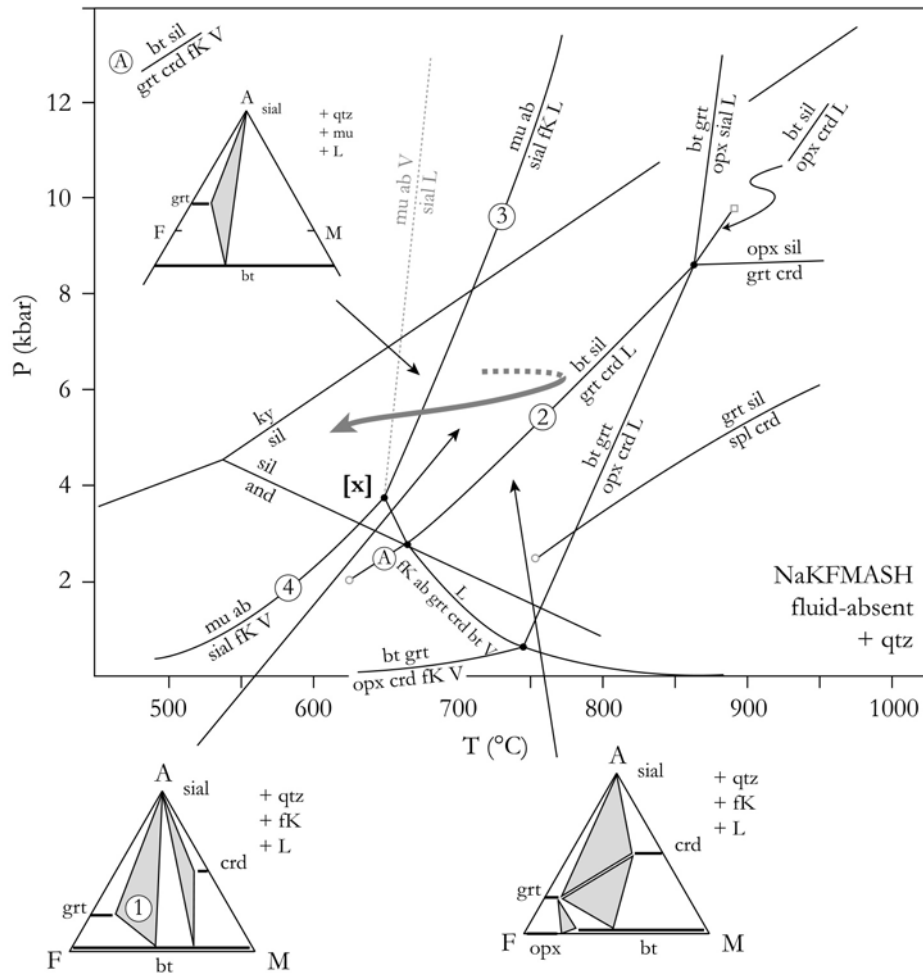 A
bt sil
grt crd fK V
A
sial
+ qtz
+ mu
+ L
grt
F
M
bt
P (kbar)
12
10
8
6
4
2
mu ab V
sial L
mu ab
sial fK L
3
bt grt
opx sial L
bt sil
opx crd L
opx sil
grt crd
bt sil
grt crd L
2
ky
sil
sil
and
[x]
bt grt
opx crd L
grt sil
spl crd
A
L
fK ab grt crd bt V
4
mu ab
sial fK V
bt grt
opx crd fK V
NaKFMASH
fluid-absent
+ qtz
500
600
700
800
900
1000
T (°C)
A
sial
+ qtz
+ fK
+ L
crd
grt
1
F
bt
M
A
sial
+ qtz
+ fK
+ L
crd
grt
F
opx
bt
M